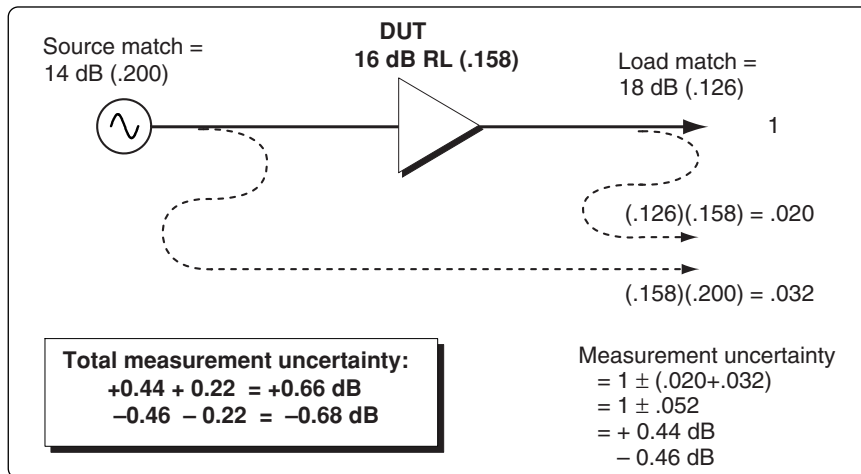 Source match =
14 dB (.200)
DUT
16 dB RL (.158)
Load match =
18 dB (.126)
1
(.126)(.158) = .020
(.158)(.200) = .032
Total measurement uncertainty:
+0.44 + 0.22 = +0.66 dB
–0.46 – 0.22 = –0.68 dB
Measurement uncertainty
= 1 ± (.020+.032)
= 1 ± .052
= + 0.44 dB
– 0.46 dB